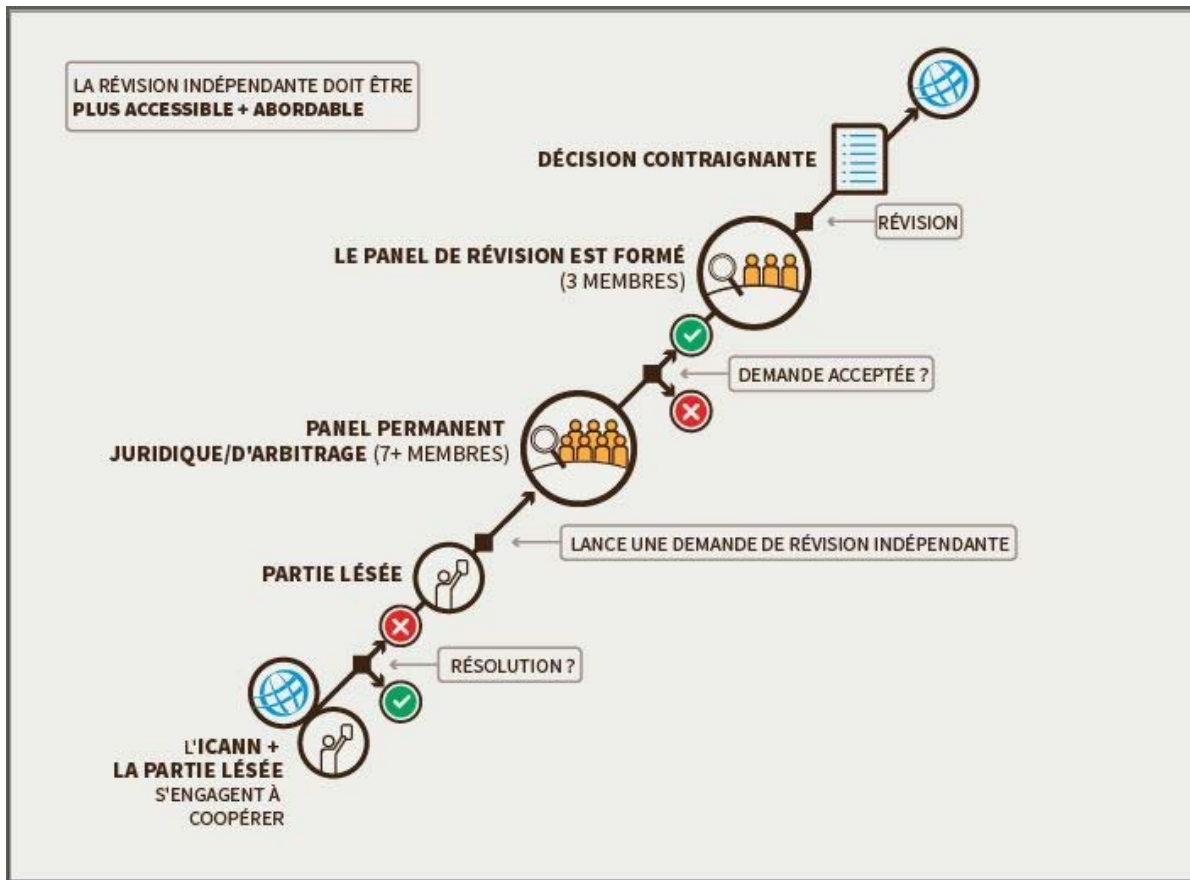 LA RÉVISION INDÉPENDANTE DOIT ÊTRE
PLUS ACCESSIBLE + ABORDABLE
DÉCISION CONTRAIGNANTE
RÉVISION
LE PANEL DE RÉVISION EST FORMÉ
(3 MEMBRES)
DEMANDE ACCEPTÉE ?
PANEL PERMANENT
JURIDIQUE/D'ARBITRAGE (7+ MEMBRES)
LANCE UNE DEMANDE DE RÉVISION INDÉPENDANTE
PARTIE LÉSÉE
RÉSOLUTION ?
L'ICANN +
LA PARTIE LÉSÉE
S'ENGAGENT À
COOPÉRER